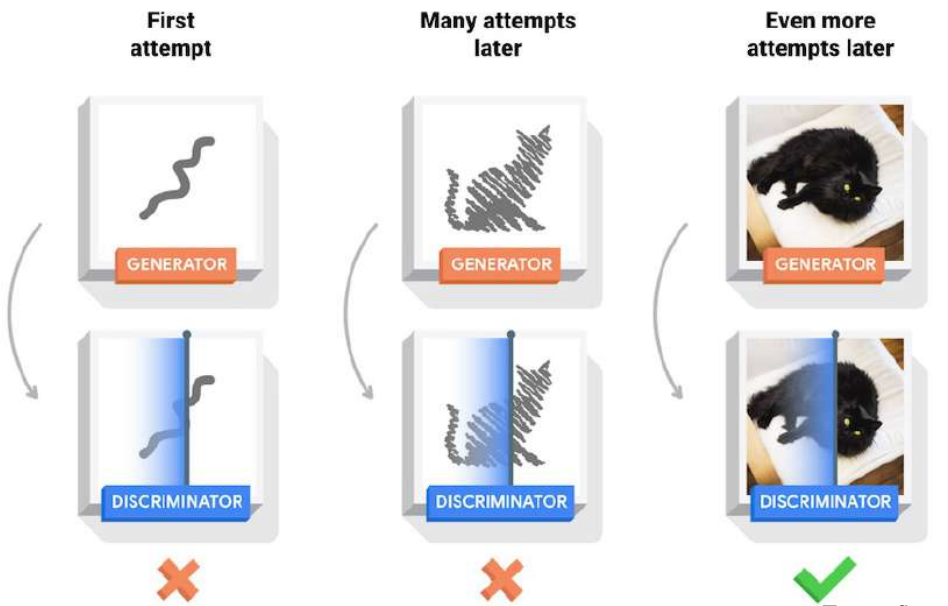 First
attempt
Many attempts
later
Even more
attempts later
GENERATOR
GENERATOR
GENERATOR
DISCRIMINATOR
DISCRIMINATOR
DISCRIMINATOR